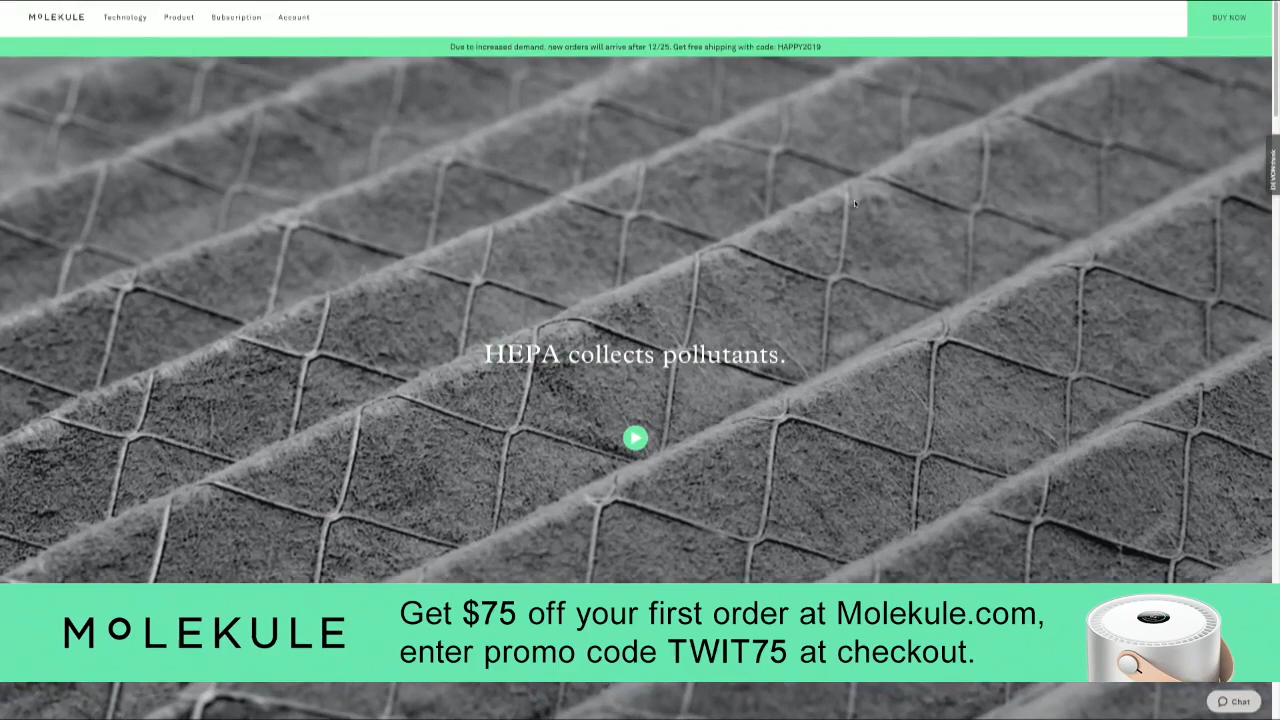 MOLEKULE Technology Product Subscription Account BUY NOW
Due to increased demand, new orders will arrive after 12/25. Get free shipping with code: HAPPY2019
DEVONthink
HEPA collects pollutants.
MOLEKULE
Get $75 off your first order at Molekule.com,
enter promo code TWIT75 at checkout.
Chat